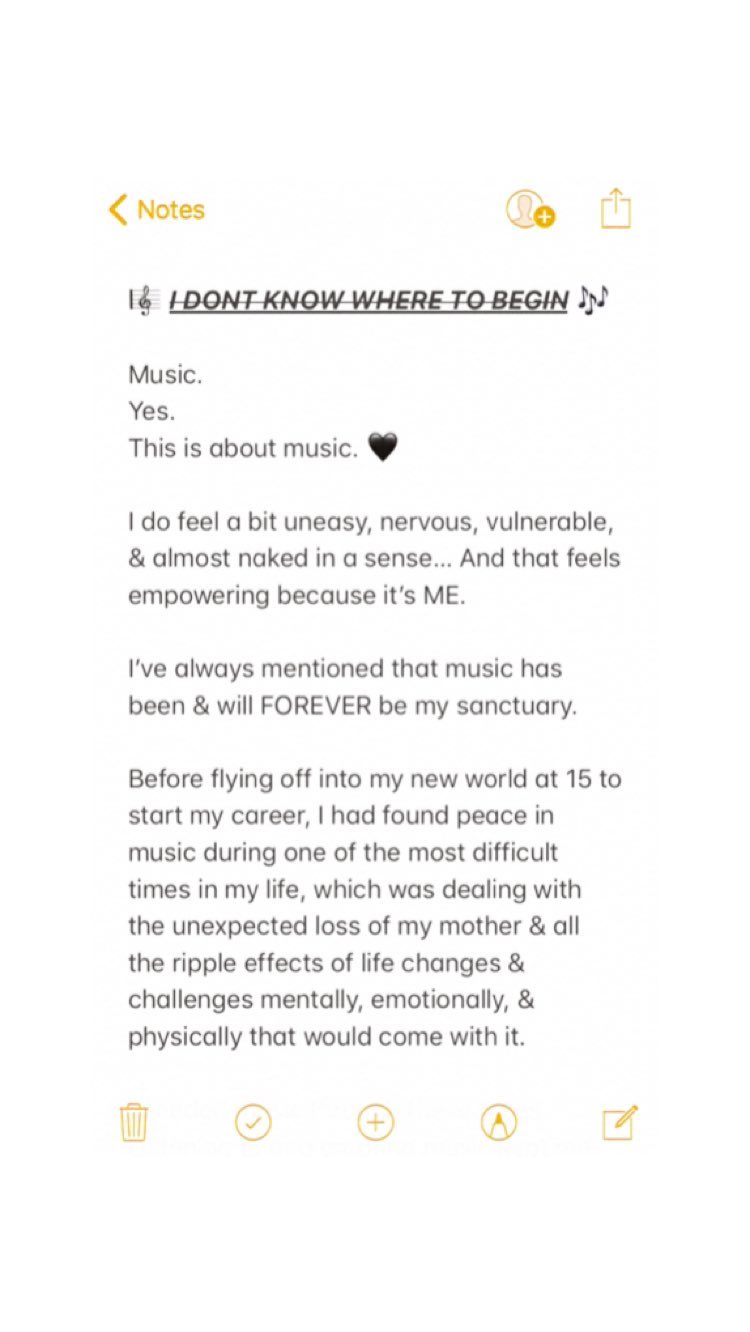 Notes
🎼 I DONT KNOW WHERE TO BEGIN 🎶
Music.
Yes.
This is about music. 🖤
I do feel a bit uneasy, nervous, vulnerable,
& almost naked in a sense... And that feels
empowering because it’s ME.
I’ve always mentioned that music has
been & will FOREVER be my sanctuary.
Before flying off into my new world at 15 to
start my career, I had found peace in
music during one of the most difficult
times in my life, which was dealing with
the unexpected loss of my mother & all
the ripple effects of life changes &
challenges mentally, emotionally, &
physically that would come with it.